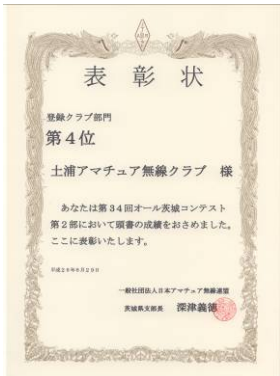 表彰状
登録クラブ部門
第4位
土浦アマチュア無線クラブ 様
あなたは第34回オール茨城コンテスト
第2部において頭書の成績をおさめました。
ここに表彰いたします。
一般社団法人日本アマチュア無線連盟
茨城県支部長 深津義徳